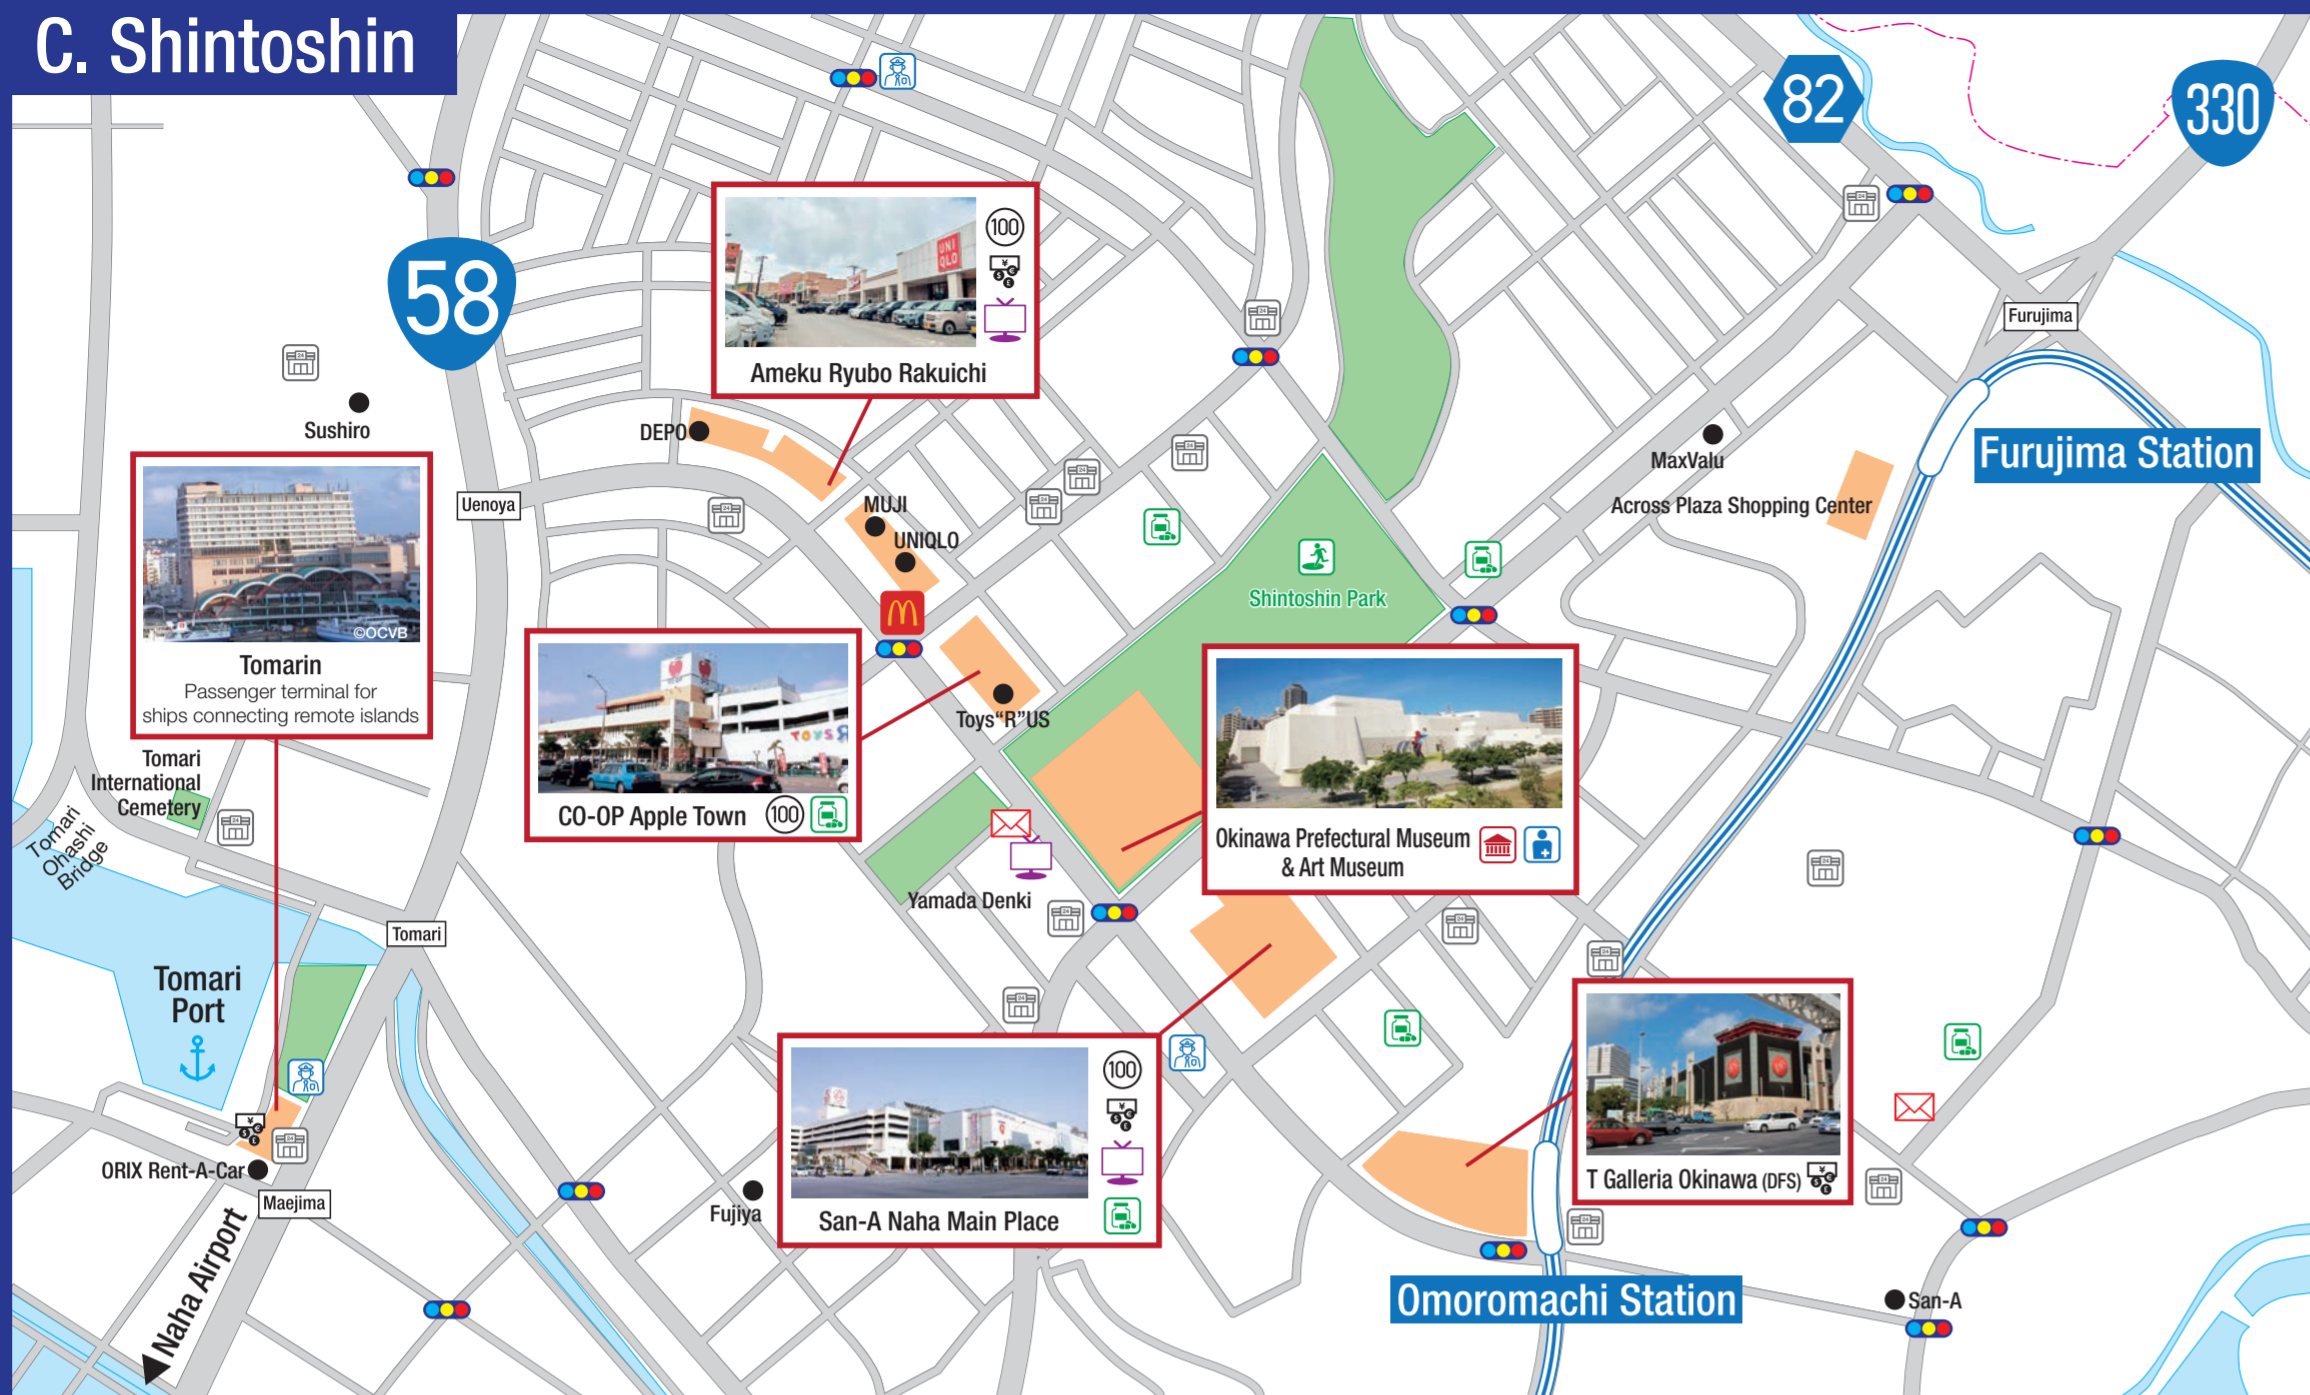 C. Shintoshin
82
330
58
100
UNI
QLO
Ameku Ryubo Rakuichi
Furujima
Sushiro
DEPO
MaxValu
Furujima Station
Uenoya
MUJI
UNIQLO
Across Plaza Shopping Center
©OCVB
Tomarin
Passenger terminal for
ships connecting remote islands
Shintoshin Park
Toys“R”US
TOYSR
CO-OP Apple Town
100
Tomari
International
Cemetery
Tomari
Ohashi
Bridge
Okinawa Prefectural Museum
& Art Museum
Yamada Denki
Tomari
Tomari
Port
ORIX Rent-A-Car
Maejima
Naha Airport
Fujiya
100
San-A Naha Main Place
T Galleria Okinawa (DFS)
Omoromachi Station
San-A